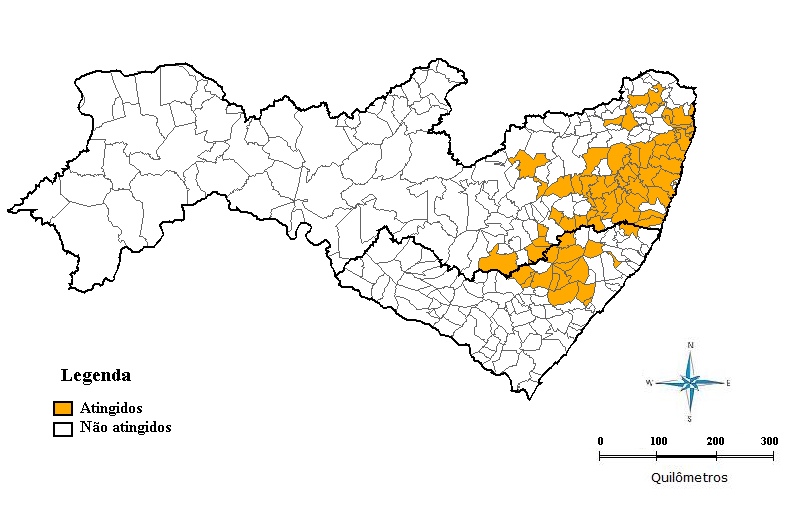 Legenda
Atingidos
Não atingidos
N
W E
S
0 100 200 300
Quilômetros